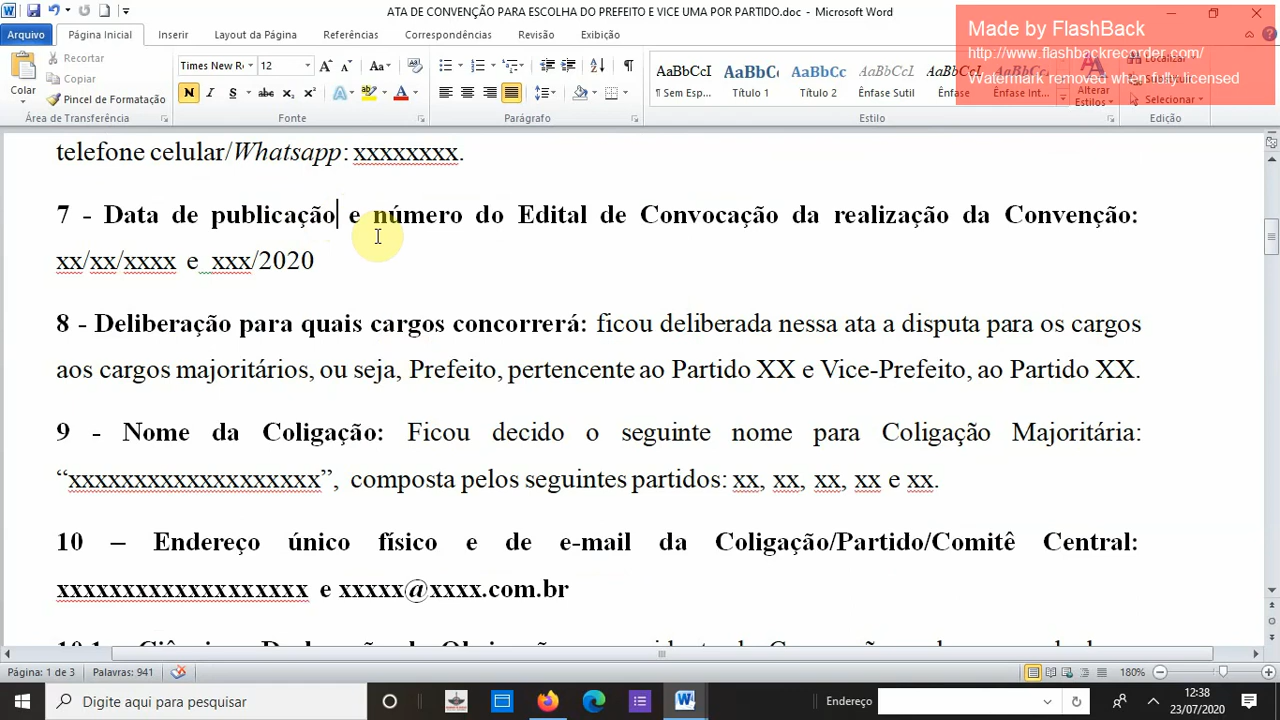 ATA DE CONVENÇÃO PARA ESCOLHA DO PREFEITO E VICE UMA POR PARTIDO.doc - Microsoft Word
Made by FlashBack
http://www.flashbackrecorder.com/
Watermark removed when fully licensed
Arquivo Página Inicial Inserir Layout da Página Referências Correspondências Revisão Exibição
Colar
Recortar
Copiar
Pincel de Formatação
Times New R 12
N I S abc x₂ x² A
AaBbCcI AaBbCc AaBbCc AaBbCcI AaBbCcI
¶ Sem Espa... Título 1 Título 2 Ênfase Sutil Ênfase Int...
Alterar Estilos
Localizar
Selecionar
Área de Transferência Fonte Parágrafo Estilo Edição
telefone celular/Whatsapp: xxxxxxxx.
7 - Data de publicação e número do Edital de Convocação da realização da Convenção:
xx/xx/xxxx e xxx/2020
8 - Deliberação para quais cargos concorrerá: ficou deliberada nessa ata a disputa para os cargos
aos cargos majoritários, ou seja, Prefeito, pertencente ao Partido XX e Vice-Prefeito, ao Partido XX.
9 - Nome da Coligação: Ficou decido o seguinte nome para Coligação Majoritária:
“xxxxxxxxxxxxxxxxxxx”, composta pelos seguintes partidos: xx, xx, xx, xx e xx.
10 – Endereço único físico e de e-mail da Coligação/Partido/Comitê Central:
xxxxxxxxxxxxxxxxxxx e xxxxx@xxxx.com.br
Página: 1 de 3 Palavras: 941 180%
Digite aqui para pesquisar
Endereço
12:38
23/07/2020